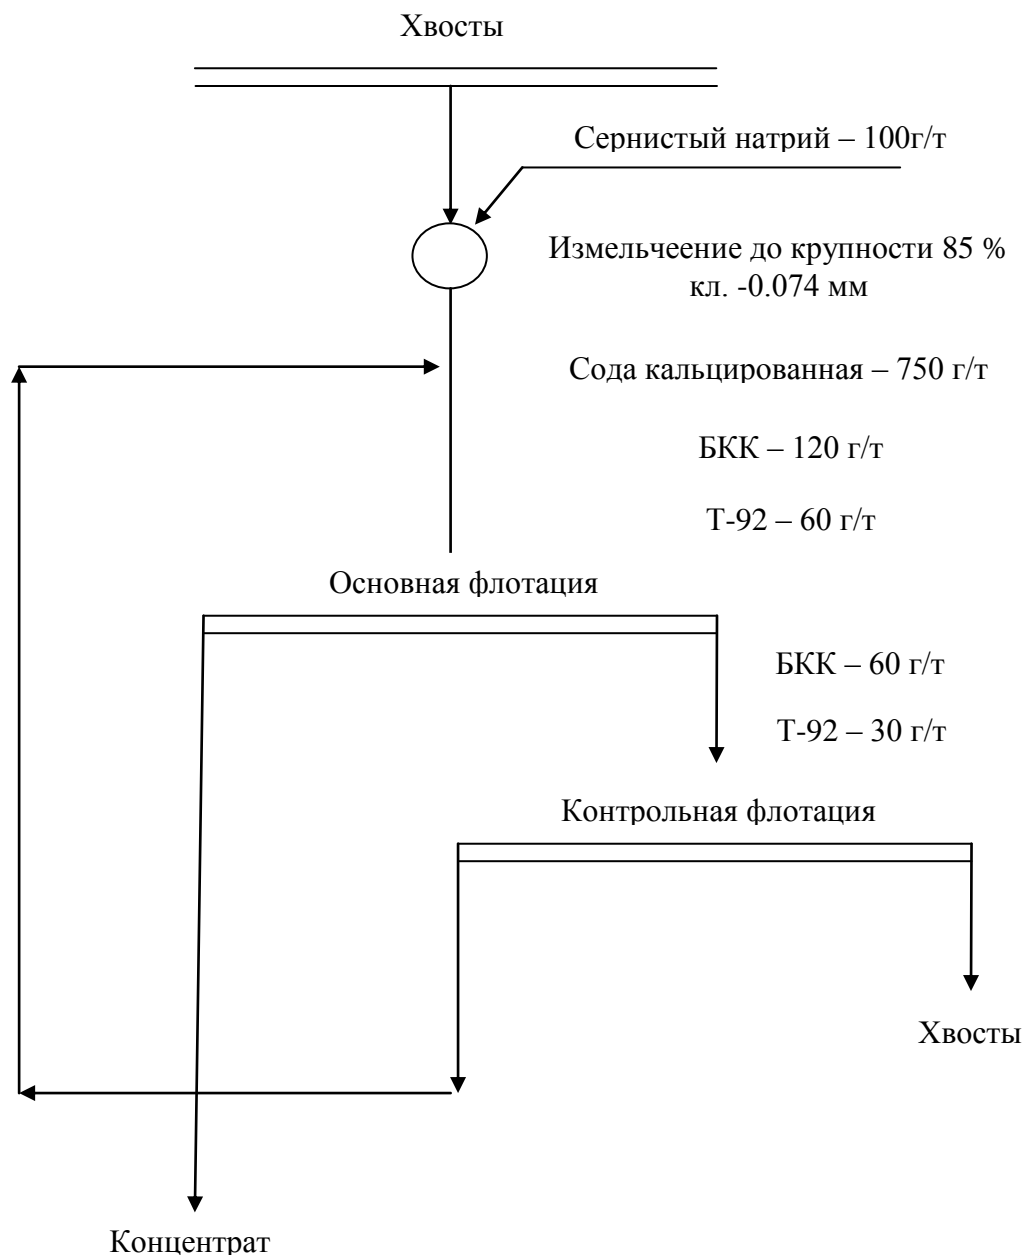 Хвосты
Сернистый натрий – 100г/т
Измельчеение до крупности 85 %
кл. -0.074 мм
Сода кальцированная – 750 г/т
БКК – 120 г/т
Т-92 – 60 г/т
Основная флотация
БКК – 60 г/т
Т-92 – 30 г/т
Контрольная флотация
Хвосты
Концентрат